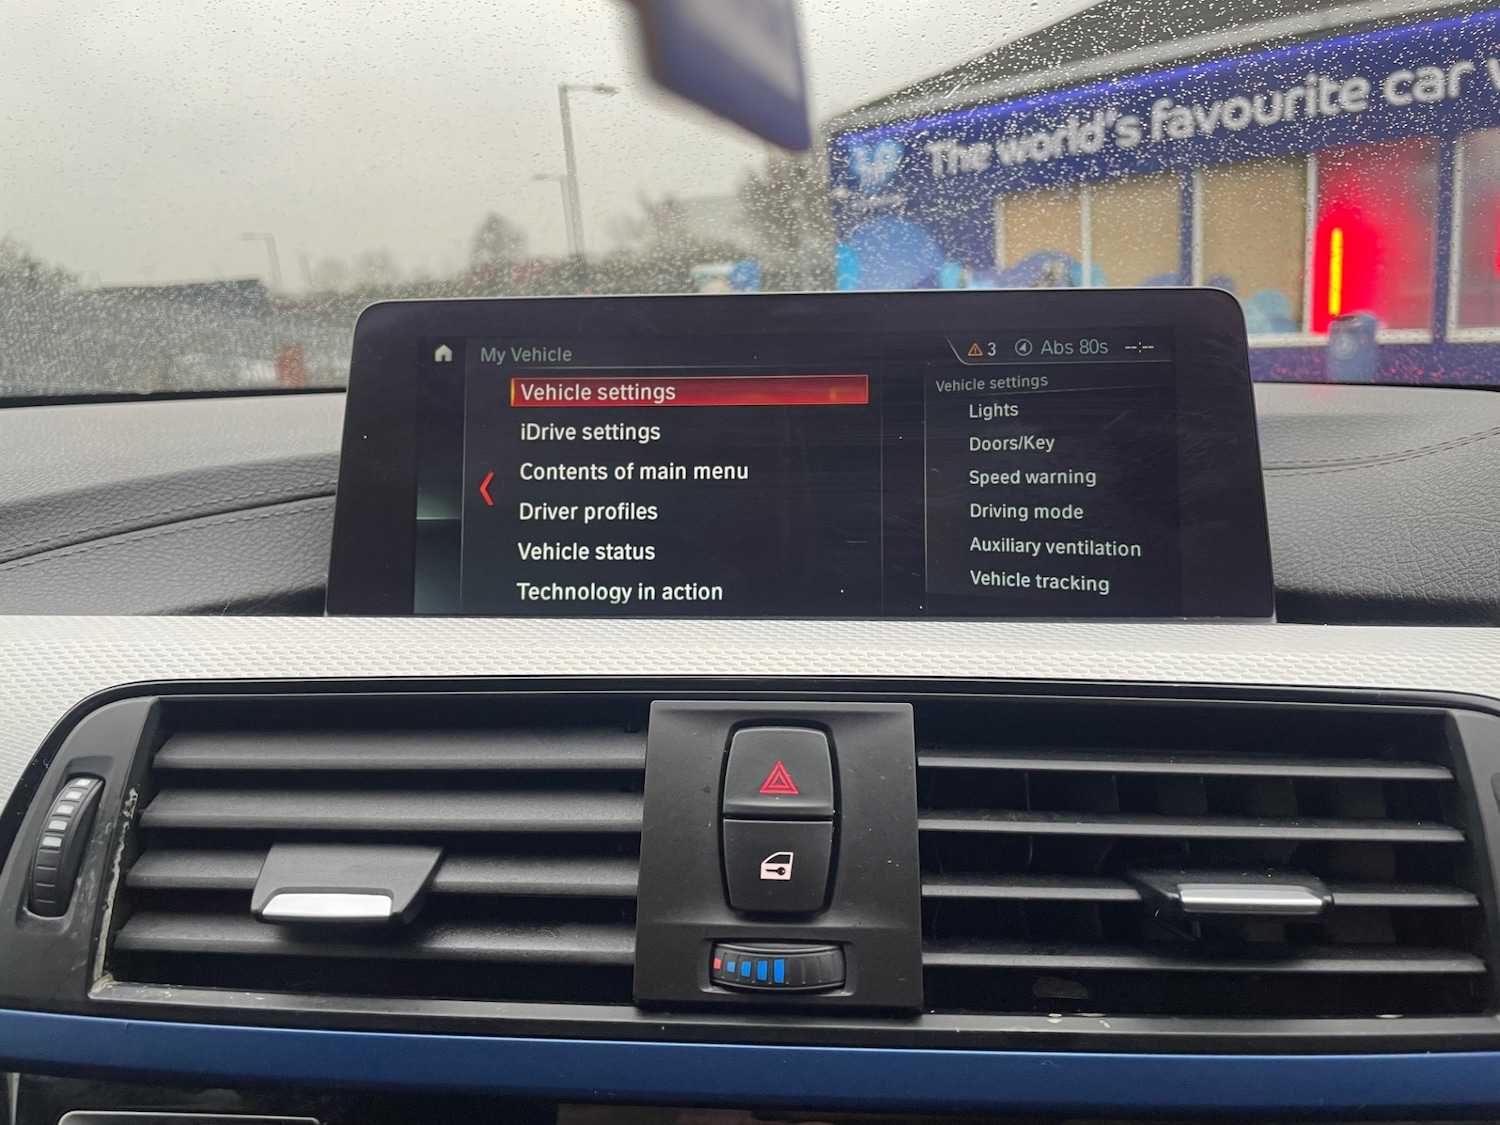 The world's favourite car
My Vehicle
3 Abs 80s --:--
Vehicle settings
iDrive settings
Contents of main menu
Driver profiles
Vehicle status
Technology in action
Vehicle settings
Lights
Doors/Key
Speed warning
Driving mode
Auxiliary ventilation
Vehicle tracking